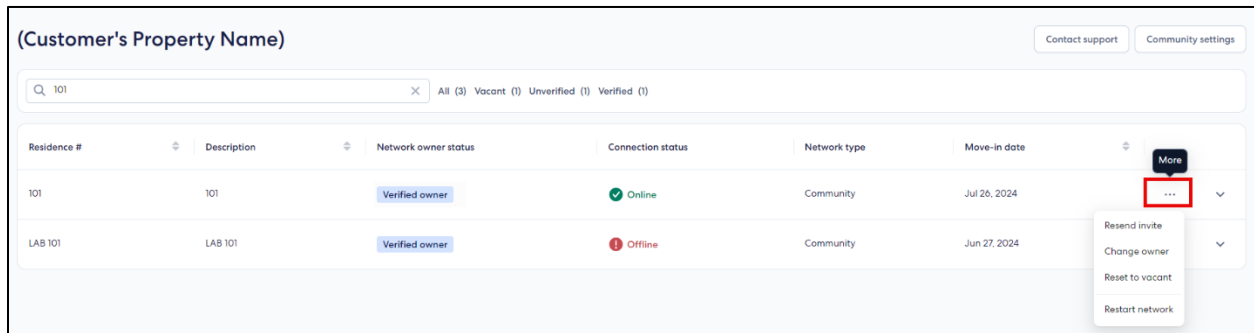 (Customer's Property Name)
Contact support
Community settings
101
All (3) Vacant (1) Unverified (1) Verified (1)
Residence # Description Network owner status Connection status Network type Move-in date
More
101 101 Verified owner Online Community Jul 26, 2024 ...
Resend invite
LAB 101 LAB 101 Verified owner Offline Community Jun 27, 2024
Change owner
Reset to vacant
Restart network